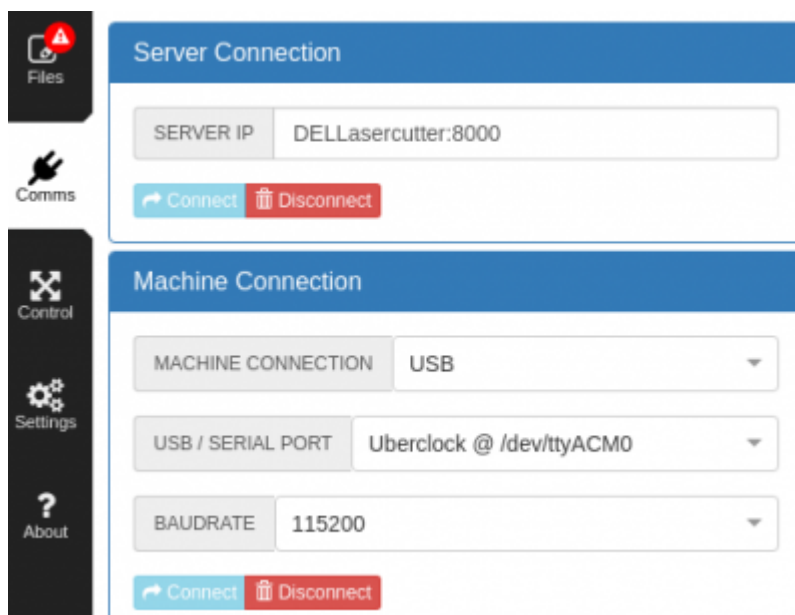 Files
Comms
Control
Settings
About
Server Connection
SERVER IP DELLasercutter:8000
Connect Disconnect
Machine Connection
MACHINE CONNECTION USB
USB / SERIAL PORT Uberclock @ /dev/ttyACM0
BAUDRATE 115200
Connect Disconnect